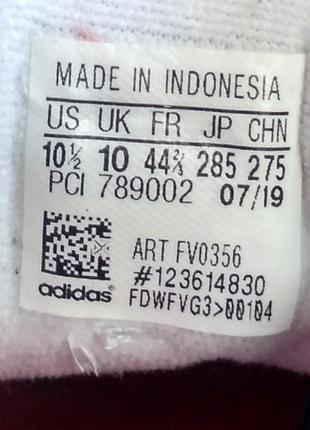 MADE IN INDONESIA
US UK FR JP CHN
10½ 10 44⅔ 285 275
PCI 789002 07/19
ART FV0356
#123614830
adidas FDWFVG3>00104